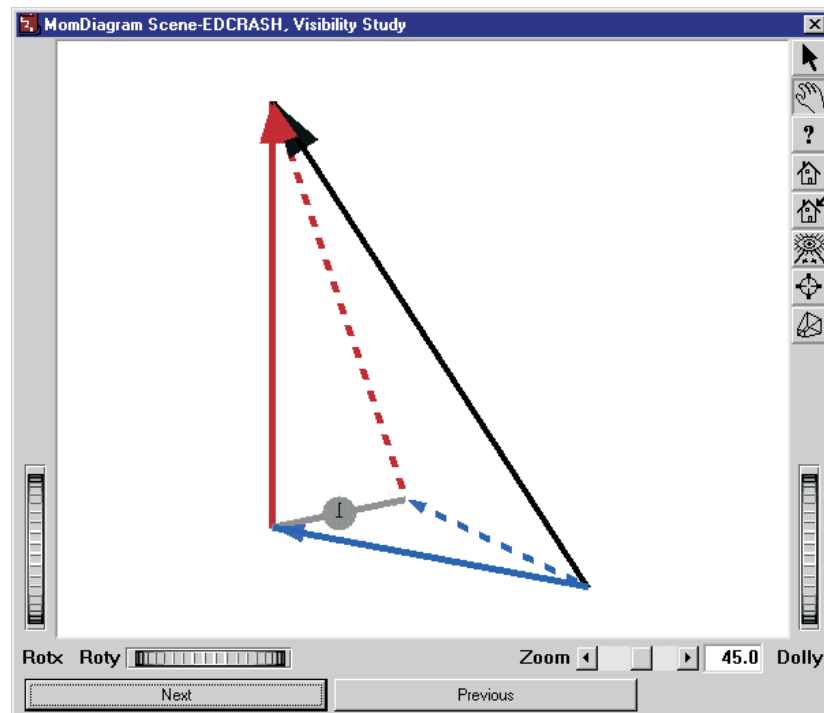 MomDiagram Scene-EDCRASH, Visibility Study
?
I
Rotx Roty Zoom 45.0 Dolly
Next Previous